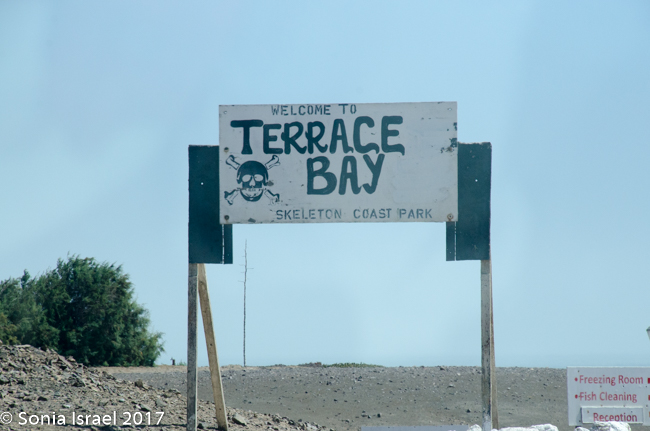 WELCOME TO
TERRACE
BAY
SKELETON COAST PARK
•Freezing Room
•Fish Cleaning
Reception
© Sonia Israel 2017